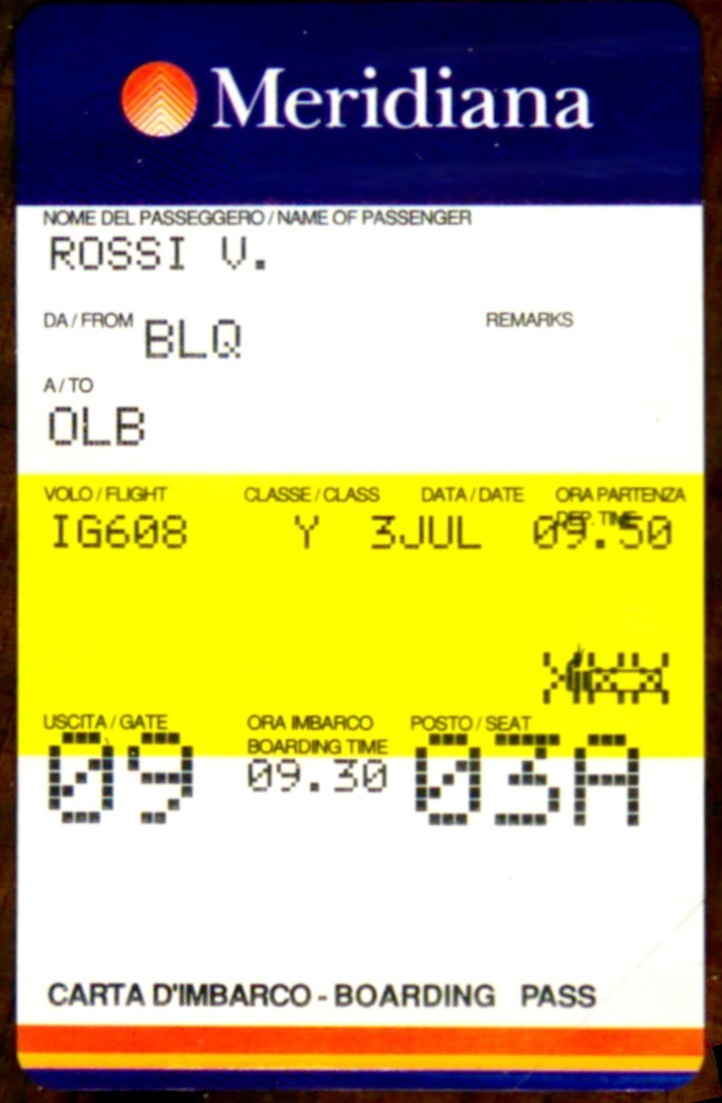 Meridiana
NOME DEL PASSEGGERO / NAME OF PASSENGER
ROSSI V.
DA / FROM BLQ REMARKS
A / TO
OLB
VOLO / FLIGHT CLASSE / CLASS DATA / DATE ORA PARTENZA
DEP. TIME
IG608 Y 3JUL 09.50
USCITA / GATE ORA IMBARCO POSTO / SEAT
BOARDING TIME
09 09.30 03A
CARTA D'IMBARCO - BOARDING PASS